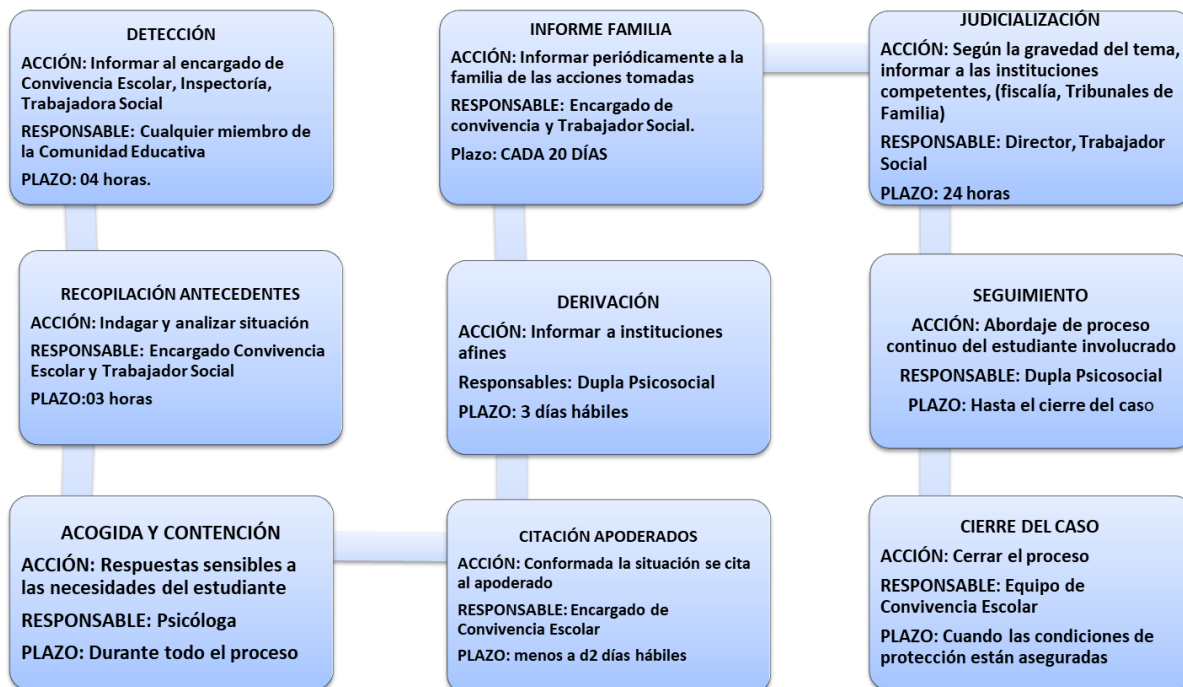 DETECCIÓN
ACCIÓN: Informar al encargado de
Convivencia Escolar, Inspectoría,
Trabajadora Social
RESPONSABLE: Cualquier miembro de
la Comunidad Educativa
PLAZO: 04 horas.
RECOPILACIÓN ANTECEDENTES
ACCIÓN: Indagar y analizar situación
RESPONSABLE: Encargado Convivencia
Escolar y Trabajador Social
PLAZO:03 horas
ACOGIDA Y CONTENCIÓN
ACCIÓN: Respuestas sensibles a
las necesidades del estudiante
RESPONSABLE: Psicóloga
PLAZO: Durante todo el proceso
CITACIÓN APODERADOS
ACCIÓN: Conformada la situación se cita
al apoderado
RESPONSABLE: Encargado de
Convivencia Escolar
PLAZO: menos a d2 días hábiles
DERIVACIÓN
ACCIÓN: Informar a instituciones
afines
Responsables: Dupla Psicosocial
PLAZO: 3 días hábiles
INFORME FAMILIA
ACCIÓN: Informar periódicamente a la
familia de las acciones tomadas
RESPONSABLE: Encargado de
convivencia y Trabajador Social.
Plazo: CADA 20 DÍAS
JUDICIALIZACIÓN
ACCIÓN: Según la gravedad del tema,
informar a las instituciones
competentes, (fiscalía, Tribunales de
Familia)
RESPONSABLE: Director, Trabajador
Social
PLAZO: 24 horas
SEGUIMIENTO
ACCIÓN: Abordaje de proceso
continuo del estudiante involucrado
RESPONSABLE: Dupla Psicosocial
PLAZO: Hasta el cierre del caso
CIERRE DEL CASO
ACCIÓN: Cerrar el proceso
RESPONSABLE: Equipo de
Convivencia Escolar
PLAZO: Cuando las condiciones de
protección están aseguradas